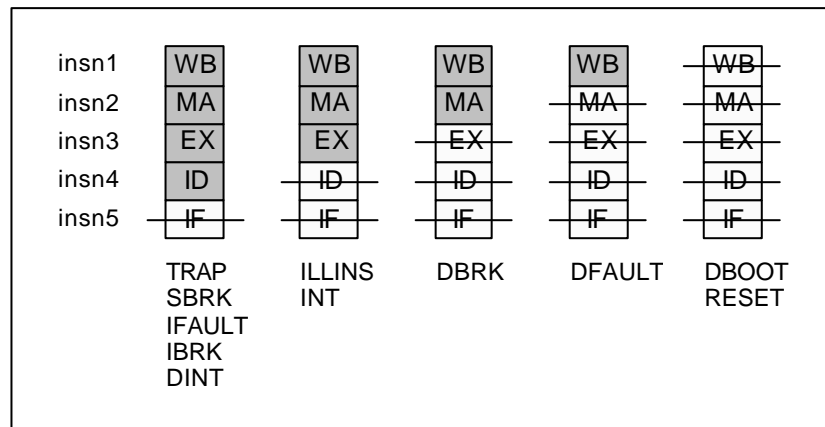 insn1 WB WB WB WB WB
insn2 MA MA MA MA MA
insn3 EX EX EX EX EX
insn4 ID ID ID ID ID
insn5 IF IF IF IF IF
TRAP ILLINS DBRK DFAULT DBOOT
SBRK INT RESET
IFAULT
IBRK
DINT